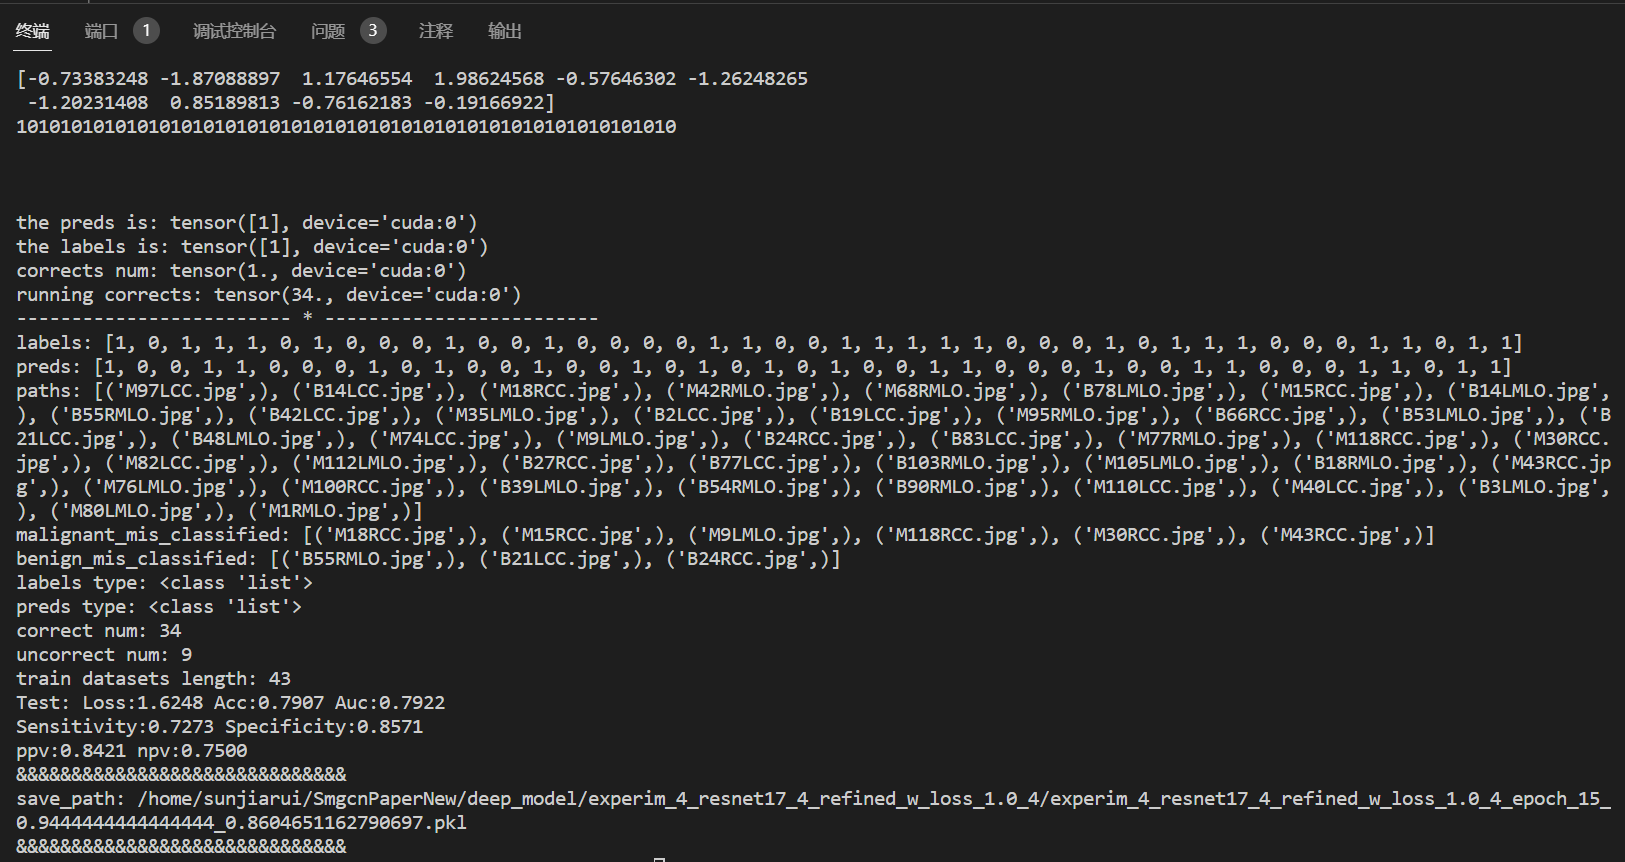 终端 端口 1 调试控制台 问题 3 注释 输出
[-0.73383248 -1.87088897  1.17646554  1.98624568 -0.57646302 -1.26248265
 -1.20231408  0.85189813 -0.76162183 -0.19166922]
101010101010101010101010101010101010101010101010101010101010
the preds is: tensor([1], device='cuda:0')
the labels is: tensor([1], device='cuda:0')
corrects num: tensor(1., device='cuda:0')
running corrects: tensor(34., device='cuda:0')
------------------------- * -------------------------
labels: [1, 0, 1, 1, 1, 0, 1, 0, 0, 0, 1, 0, 0, 1, 0, 0, 0, 0, 1, 1, 0, 0, 1, 1, 1, 1, 1, 0, 0, 0, 1, 0, 1, 1, 1, 0, 0, 0, 1, 1, 0, 1, 1]
preds: [1, 0, 0, 1, 1, 0, 0, 0, 1, 0, 1, 0, 0, 1, 0, 0, 1, 0, 1, 0, 1, 0, 1, 0, 0, 1, 1, 0, 0, 0, 1, 0, 0, 1, 1, 0, 0, 0, 1, 1, 0, 1, 1]
paths: [('M97LCC.jpg',), ('B14LCC.jpg',), ('M18RCC.jpg',), ('M42RMLO.jpg',), ('M68RMLO.jpg',), ('B78LMLO.jpg',), ('M15RCC.jpg',), ('B14LMLO.jpg',
), ('B55RMLO.jpg',), ('B42LCC.jpg',), ('M35LMLO.jpg',), ('B2LCC.jpg',), ('B19LCC.jpg',), ('M95RMLO.jpg',), ('B66RCC.jpg',), ('B53LMLO.jpg',), ('B
21LCC.jpg',), ('B48LMLO.jpg',), ('M74LCC.jpg',), ('M9LMLO.jpg',), ('B24RCC.jpg',), ('B83LCC.jpg',), ('M77RMLO.jpg',), ('M118RCC.jpg',), ('M30RCC.
jpg',), ('M82LCC.jpg',), ('M112LMLO.jpg',), ('B27RCC.jpg',), ('B77LCC.jpg',), ('B103RMLO.jpg',), ('M105LMLO.jpg',), ('B18RMLO.jpg',), ('M43RCC.jp
g',), ('M76LMLO.jpg',), ('M100RCC.jpg',), ('B39LMLO.jpg',), ('B54RMLO.jpg',), ('B90RMLO.jpg',), ('M110LCC.jpg',), ('M40LCC.jpg',), ('B3LMLO.jpg',
), ('M80LMLO.jpg',), ('M1RMLO.jpg',)]
malignant_mis_classified: [('M18RCC.jpg',), ('M15RCC.jpg',), ('M9LMLO.jpg',), ('M118RCC.jpg',), ('M30RCC.jpg',), ('M43RCC.jpg',)]
benign_mis_classified: [('B55RMLO.jpg',), ('B21LCC.jpg',), ('B24RCC.jpg',)]
labels type: <class 'list'>
preds type: <class 'list'>
correct num: 34
uncorrect num: 9
train datasets length: 43
Test: Loss:1.6248 Acc:0.7907 Auc:0.7922
Sensitivity:0.7273 Specificity:0.8571
ppv:0.8421 npv:0.7500
&&&&&&&&&&&&&&&&&&&&&&&&&&&&&&
save_path: /home/sunjiarui/SmgcnPaperNew/deep_model/experim_4_resnet17_4_refined_w_loss_1.0_4/experim_4_resnet17_4_refined_w_loss_1.0_4_epoch_15_
0.9444444444444444_0.8604651162790697.pkl
&&&&&&&&&&&&&&&&&&&&&&&&&&&&&&